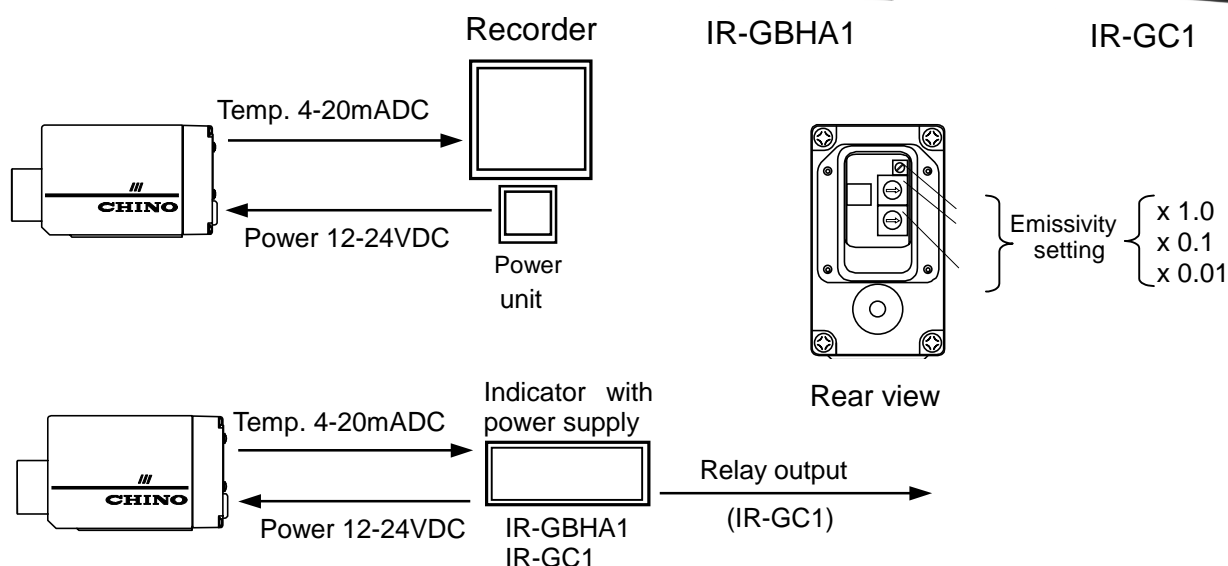 Recorder
IR-GBHA1
IR-GC1
Temp. 4-20mADC
CHINO
Power 12-24VDC
Power
unit
Emissivity
setting
x 1.0
x 0.1
x 0.01
Rear view
Indicator with
power supply
Temp. 4-20mADC
CHINO
Power 12-24VDC
IR-GBHA1
IR-GC1
Relay output
(IR-GC1)